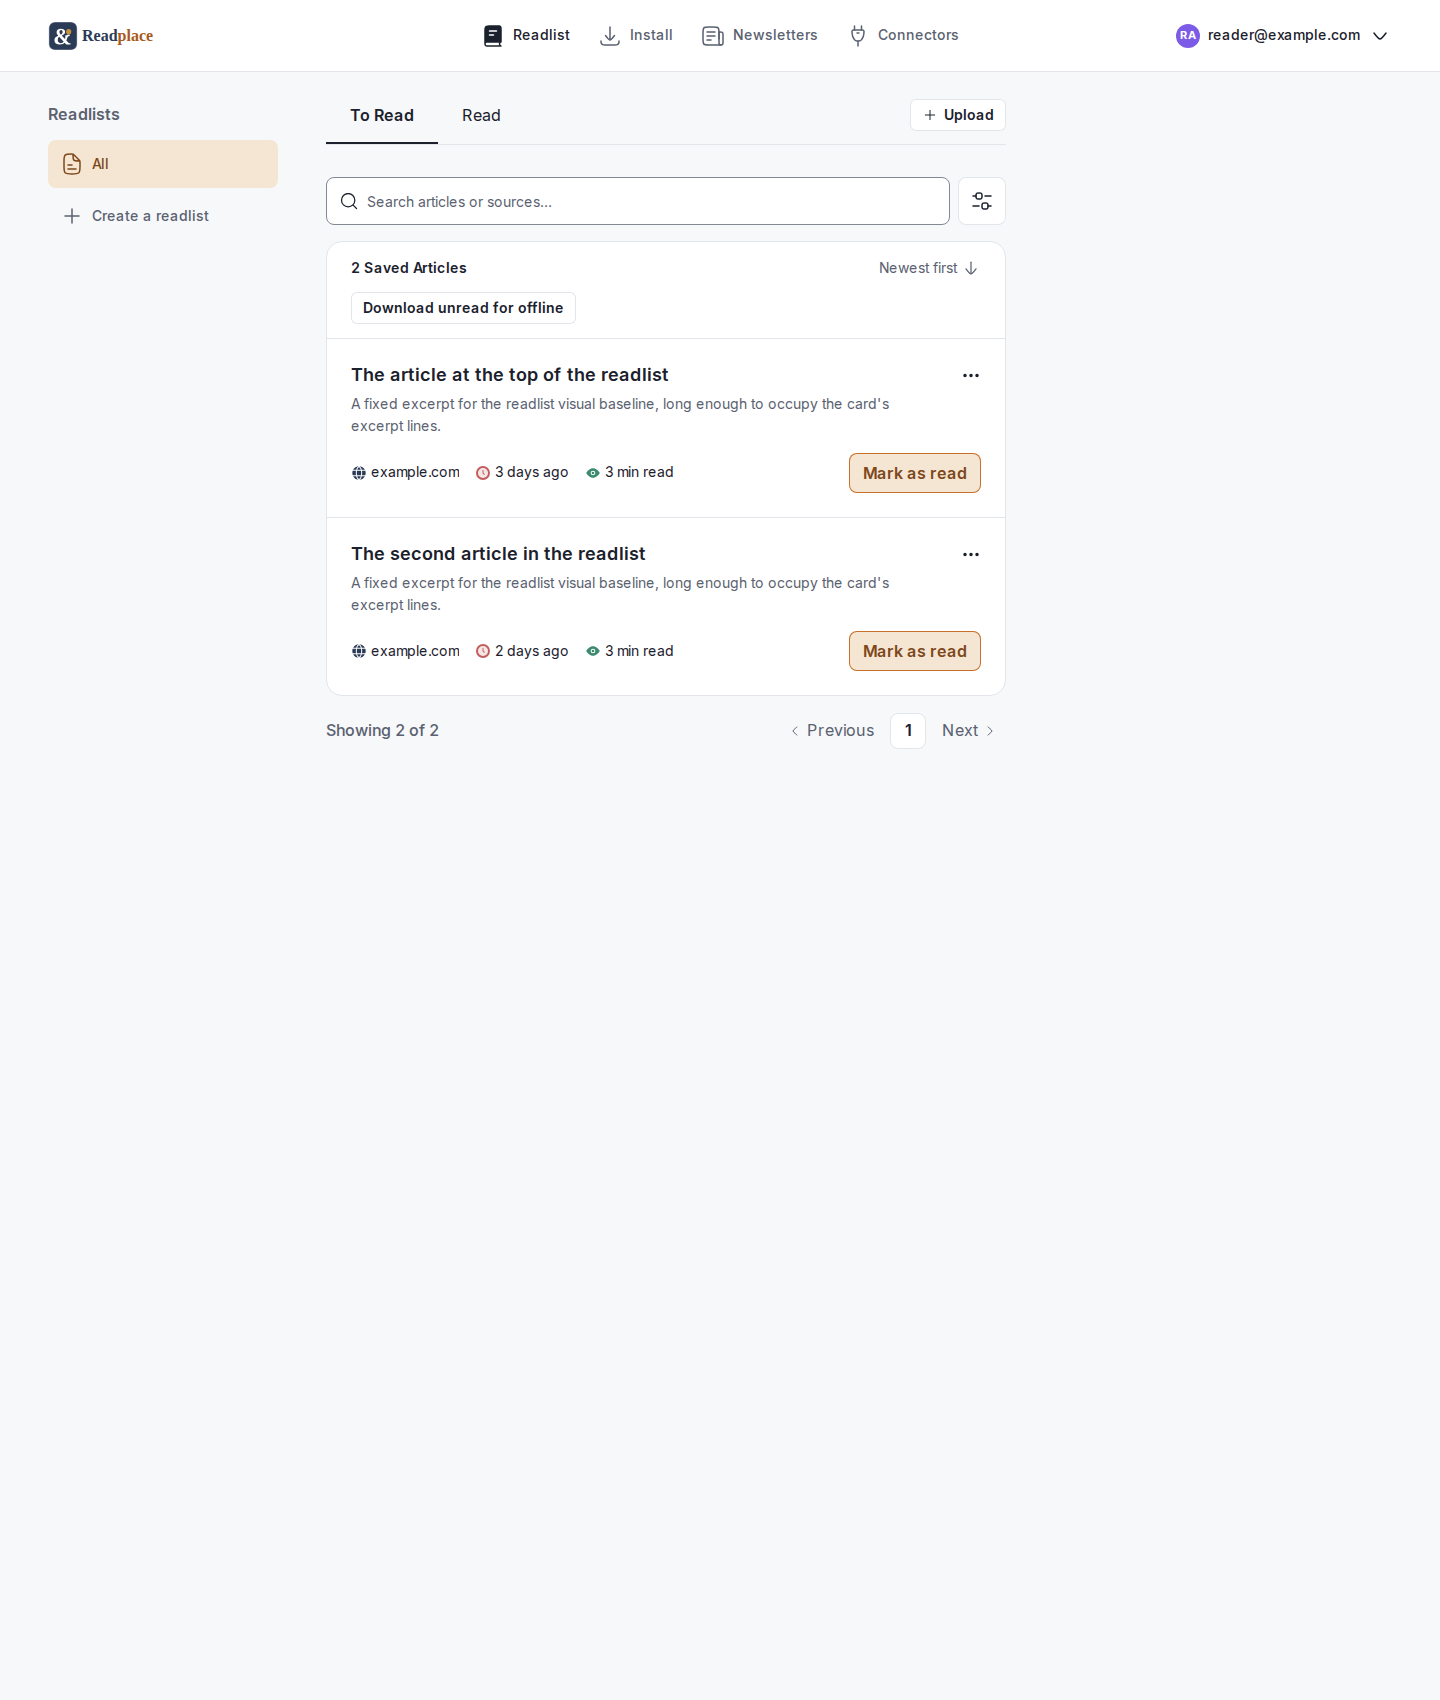 & Readplace
Readlist
Install
Newsletters
Connectors
RA reader@example.com
Readlists
All
Create a readlist
To Read
Read
+ Upload
Search articles or sources...
2 Saved Articles
Newest first
Download unread for offline
The article at the top of the readlist
A fixed excerpt for the readlist visual baseline, long enough to occupy the card's
excerpt lines.
example.com
3 days ago
3 min read
Mark as read
The second article in the readlist
A fixed excerpt for the readlist visual baseline, long enough to occupy the card's
excerpt lines.
example.com
2 days ago
3 min read
Mark as read
Showing 2 of 2
Previous
1
Next